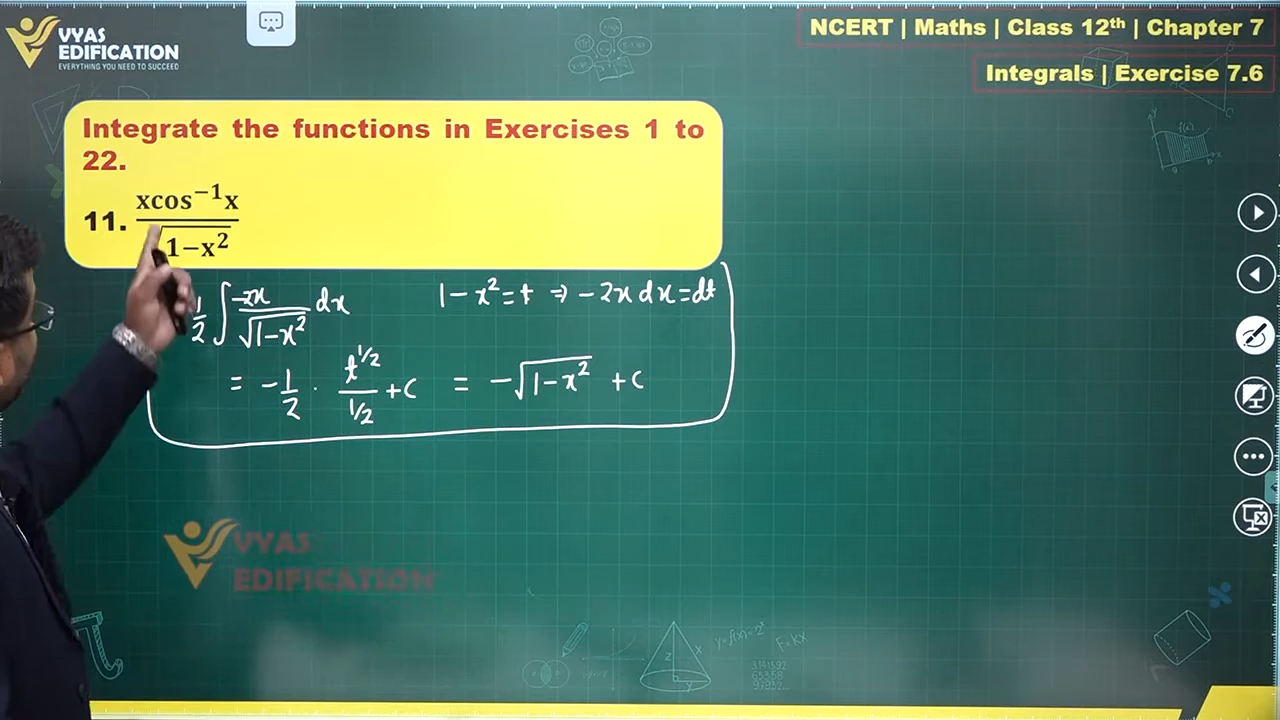 VYAS
EDIFICATION
EVERYTHING YOU NEED TO SUCCEED
NCERT | Maths | Class 12th | Chapter 7
Integrals | Exercise 7.6
Integrate the functions in Exercises 1 to
22.
11. xcos⁻¹x / √1−x²
1/2 ∫ −2x / √1−x² dx    1−x² = t ⇒ −2x dx = dt
= −1/2 · t^1/2 / 1/2 + c = −√1−x² + c
VYAS
EDIFICATION